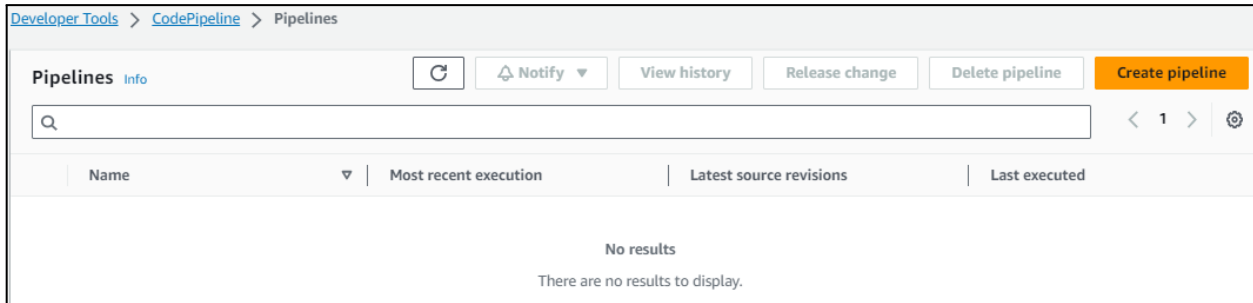 Developer Tools > CodePipeline > Pipelines
Pipelines Info Notify View history Release change Delete pipeline Create pipeline
< 1 >
Name Most recent execution Latest source revisions Last executed
No results
There are no results to display.